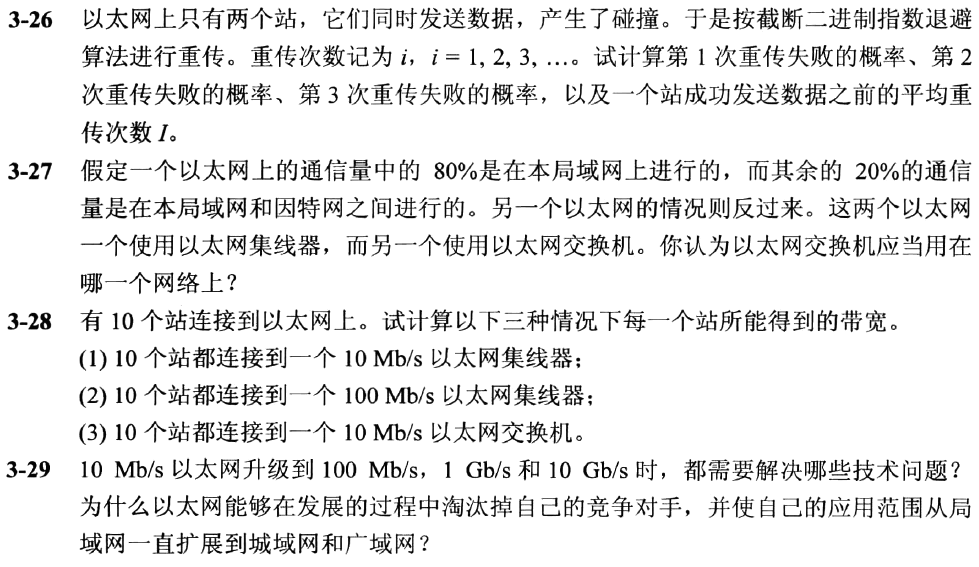 3-26 以太网上只有两个站，它们同时发送数据，产生了碰撞。于是按截断二进制指数退避
算法进行重传。重传次数记为 i，i = 1, 2, 3, …。试计算第 1 次重传失败的概率、第 2
次重传失败的概率、第 3 次重传失败的概率，以及一个站成功发送数据之前的平均重
传次数 I。
3-27 假定一个以太网上的通信量中的 80%是在本局域网上进行的，而其余的 20%的通信
量是在本局域网和因特网之间进行的。另一个以太网的情况则反过来。这两个以太网
一个使用以太网集线器，而另一个使用以太网交换机。你认为以太网交换机应当用在
哪一个网络上？
3-28 有 10 个站连接到以太网上。试计算以下三种情况下每一个站所能得到的带宽。
(1) 10 个站都连接到一个 10 Mb/s 以太网集线器；
(2) 10 个站都连接到一个 100 Mb/s 以太网集线器；
(3) 10 个站都连接到一个 10 Mb/s 以太网交换机。
3-29 10 Mb/s 以太网升级到 100 Mb/s，1 Gb/s 和 10 Gb/s 时，都需要解决哪些技术问题？
为什么以太网能够在发展的过程中淘汰掉自己的竞争对手，并使自己的应用范围从局
域网一直扩展到城域网和广域网？